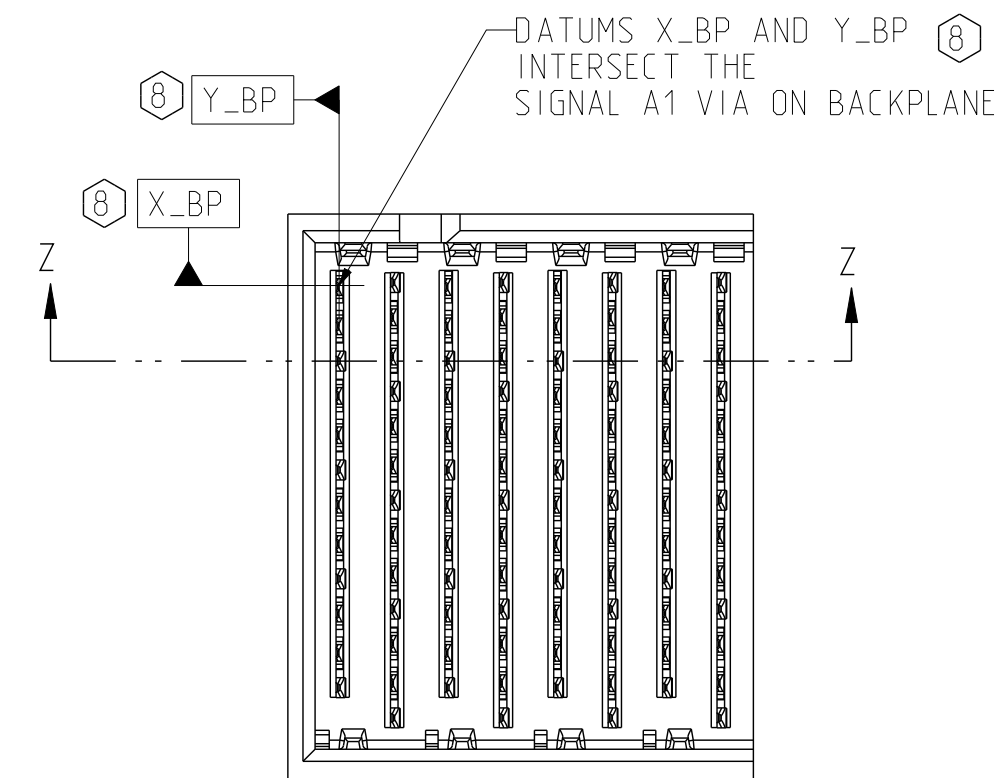 DATUMS X_BP AND Y_BP 8
INTERSECT THE
SIGNAL A1 VIA ON BACKPLANE
8 Y_BP
8 X_BP
Z Z